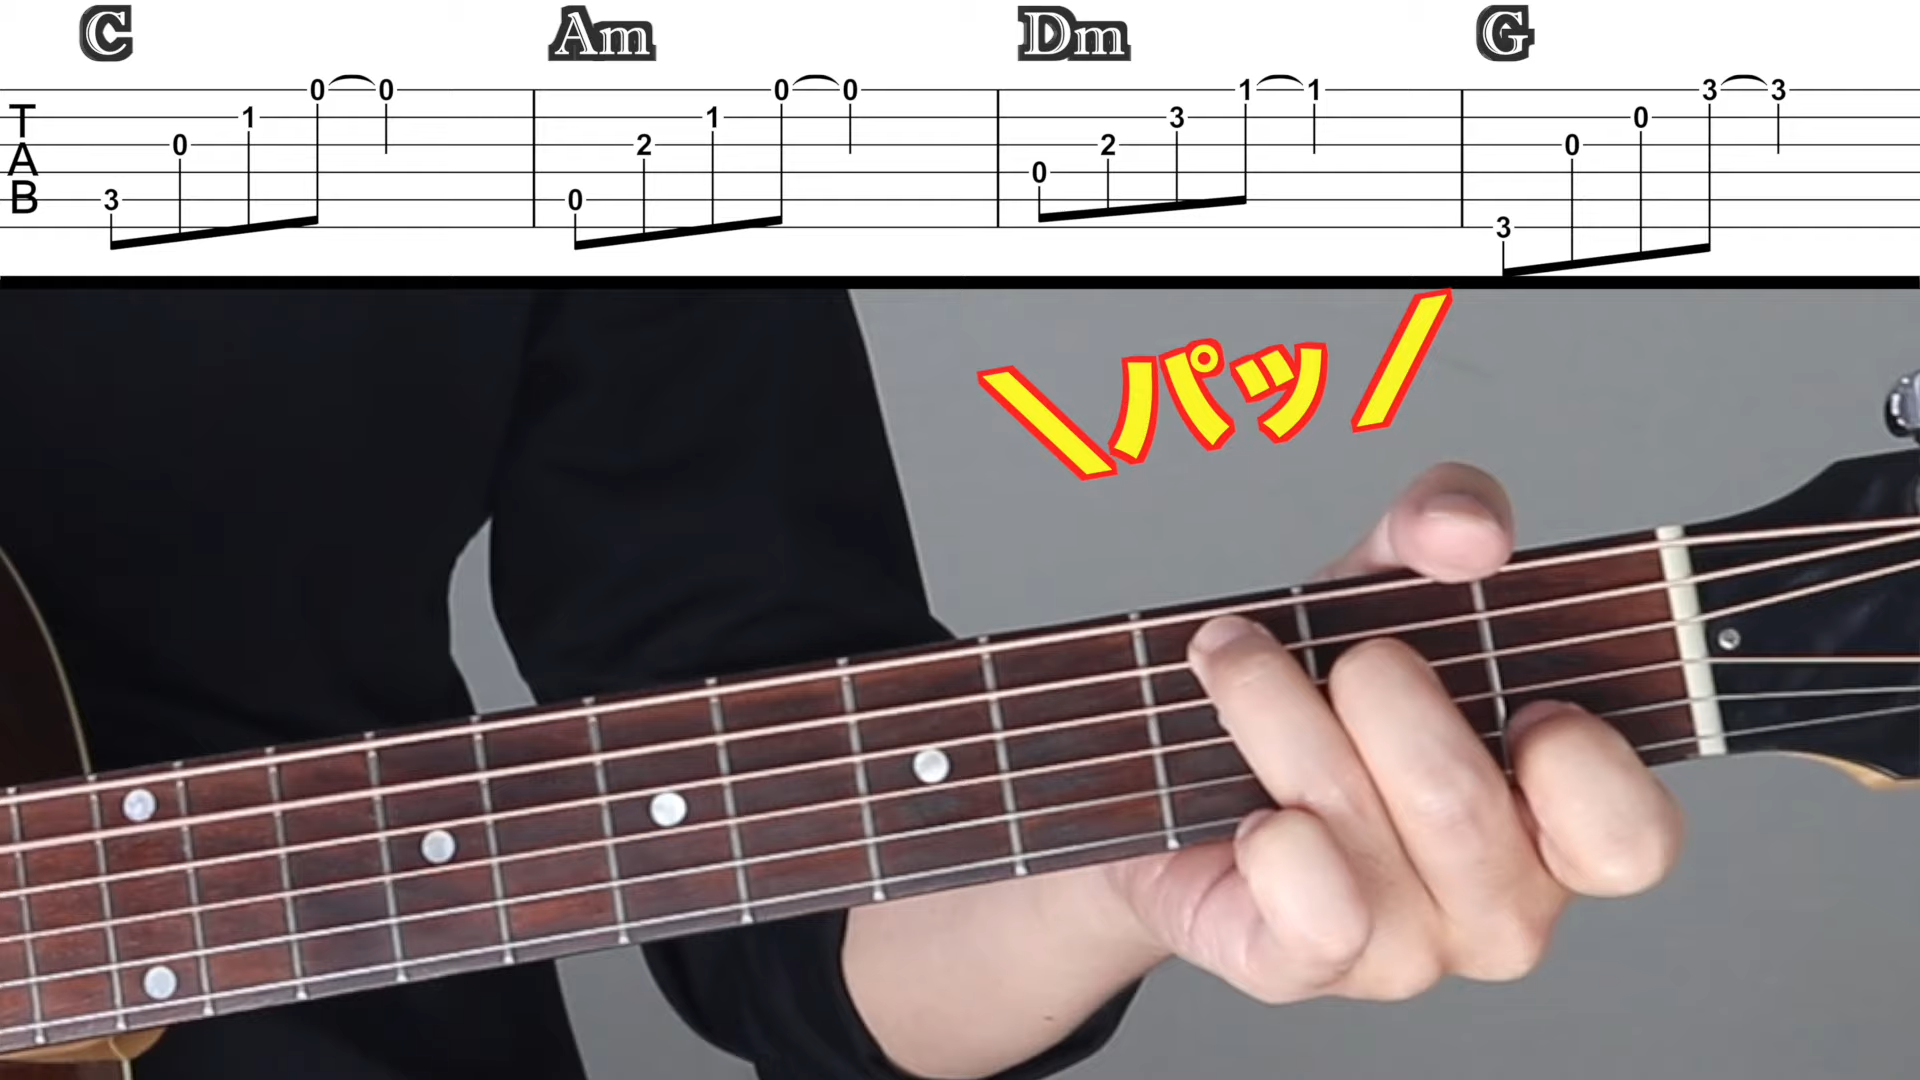 C Am Dm G
T
A
B
3 0 1 0 0 0 2 1 0 0 0 2 3 1 1 3 0 0 3 3
\パッ/